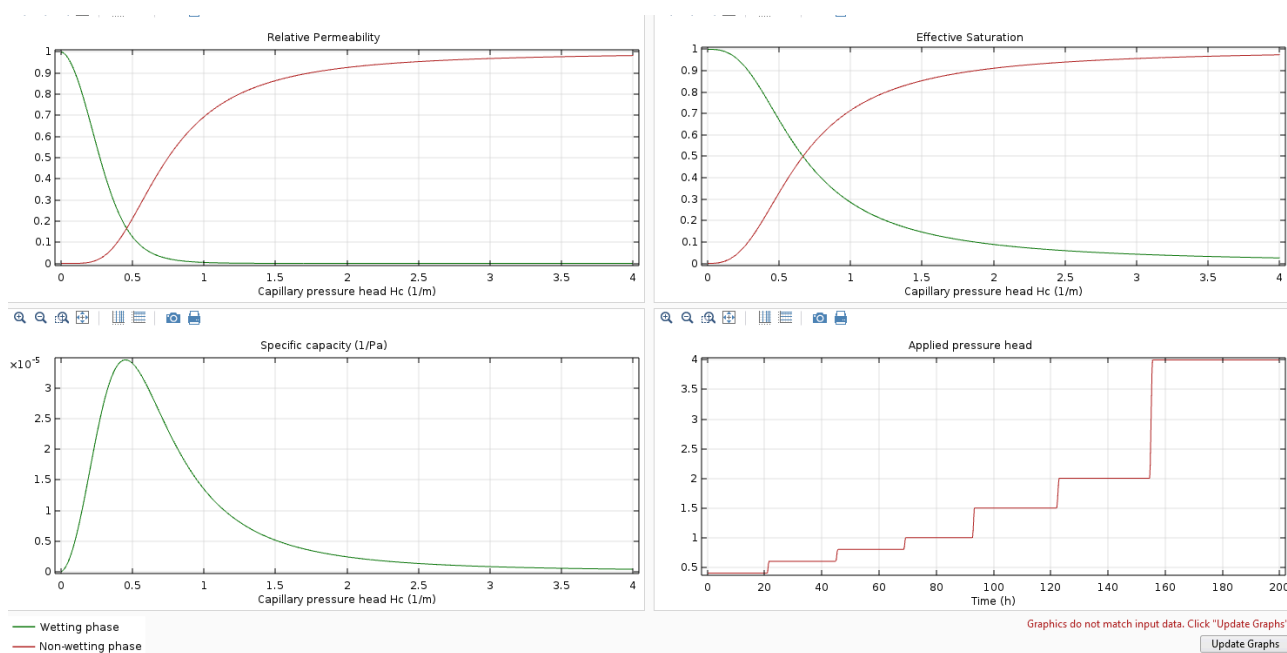 Relative Permeability
1
0.9
0.8
0.7
0.6
0.5
0.4
0.3
0.2
0.1
0
0 0.5 1 1.5 2 2.5 3 3.5 4
Capillary pressure head Hc (1/m)
Effective Saturation
1
0.9
0.8
0.7
0.6
0.5
0.4
0.3
0.2
0.1
0
0 0.5 1 1.5 2 2.5 3 3.5 4
Capillary pressure head Hc (1/m)
Specific capacity (1/Pa)
×10⁻⁵
3
2.5
2
1.5
1
0.5
0
0 0.5 1 1.5 2 2.5 3 3.5 4
Capillary pressure head Hc (1/m)
Applied pressure head
4
3.5
3
2.5
2
1.5
1
0.5
0 20 40 60 80 100 120 140 160 180 200
Time (h)
Wetting phase
Non-wetting phase
Graphics do not match input data. Click "Update Graphs"
Update Graphs